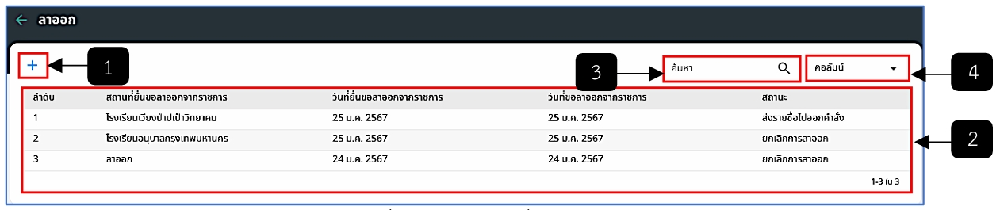 ← ลาออก
+ 1
3 ค้นหา คอลัมน์ 4
ลำดับ สถานที่ยื่นขอลาออกจากราชการ วันที่ยื่นขอลาออกจากราชการ วันที่ขอลาออกจากราชการ สถานะ
1 โรงเรียนเวียงป่าเป้าวิทยาคม 25 ม.ค. 2567 25 ม.ค. 2567 ส่งรายชื่อไปออกคำสั่ง
2 โรงเรียนอนุบาลกรุงเทพมหานคร 25 ม.ค. 2567 25 ม.ค. 2567 ยกเลิกการลาออก
3 ลาออก 24 ม.ค. 2567 24 ม.ค. 2567 ยกเลิกการลาออก
2
1-3 ใน 3